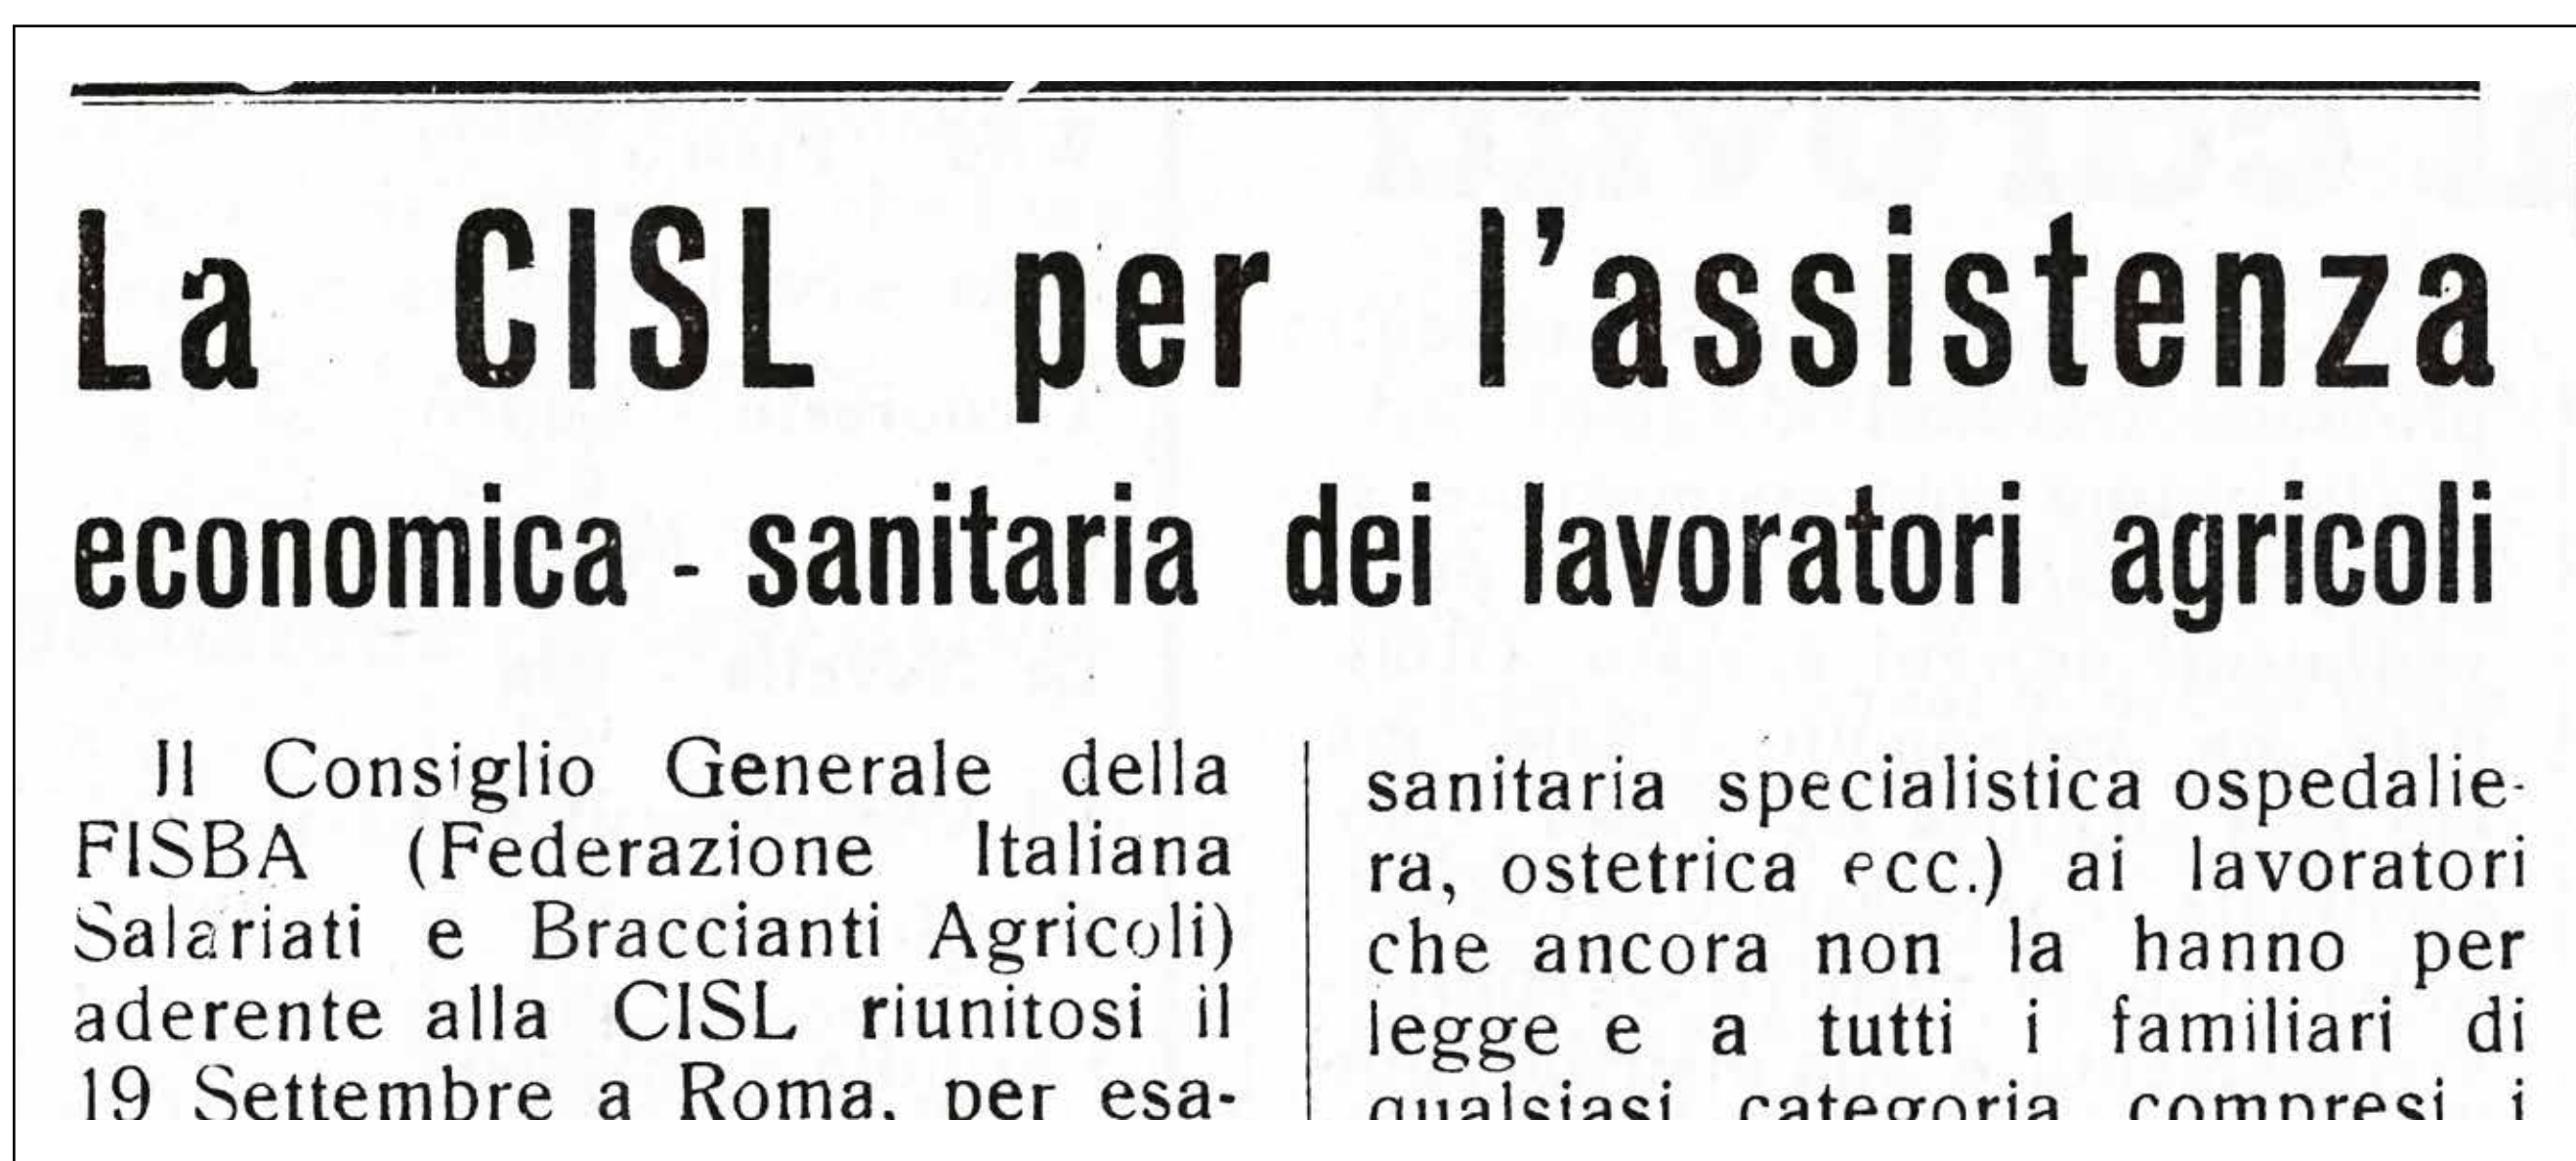 La CISL per l'assistenza
economica - sanitaria dei lavoratori agricoli
Il Consiglio Generale della
FISBA (Federazione Italiana
Salariati e Braccianti Agricoli)
aderente alla CISL riunitosi il
19 Settembre a Roma, per esa-
sanitaria specialistica ospedalie-
ra, ostetrica ecc.) ai lavoratori
che ancora non la hanno per
legge e a tutti i familiari di
qualsiasi categoria compresi i